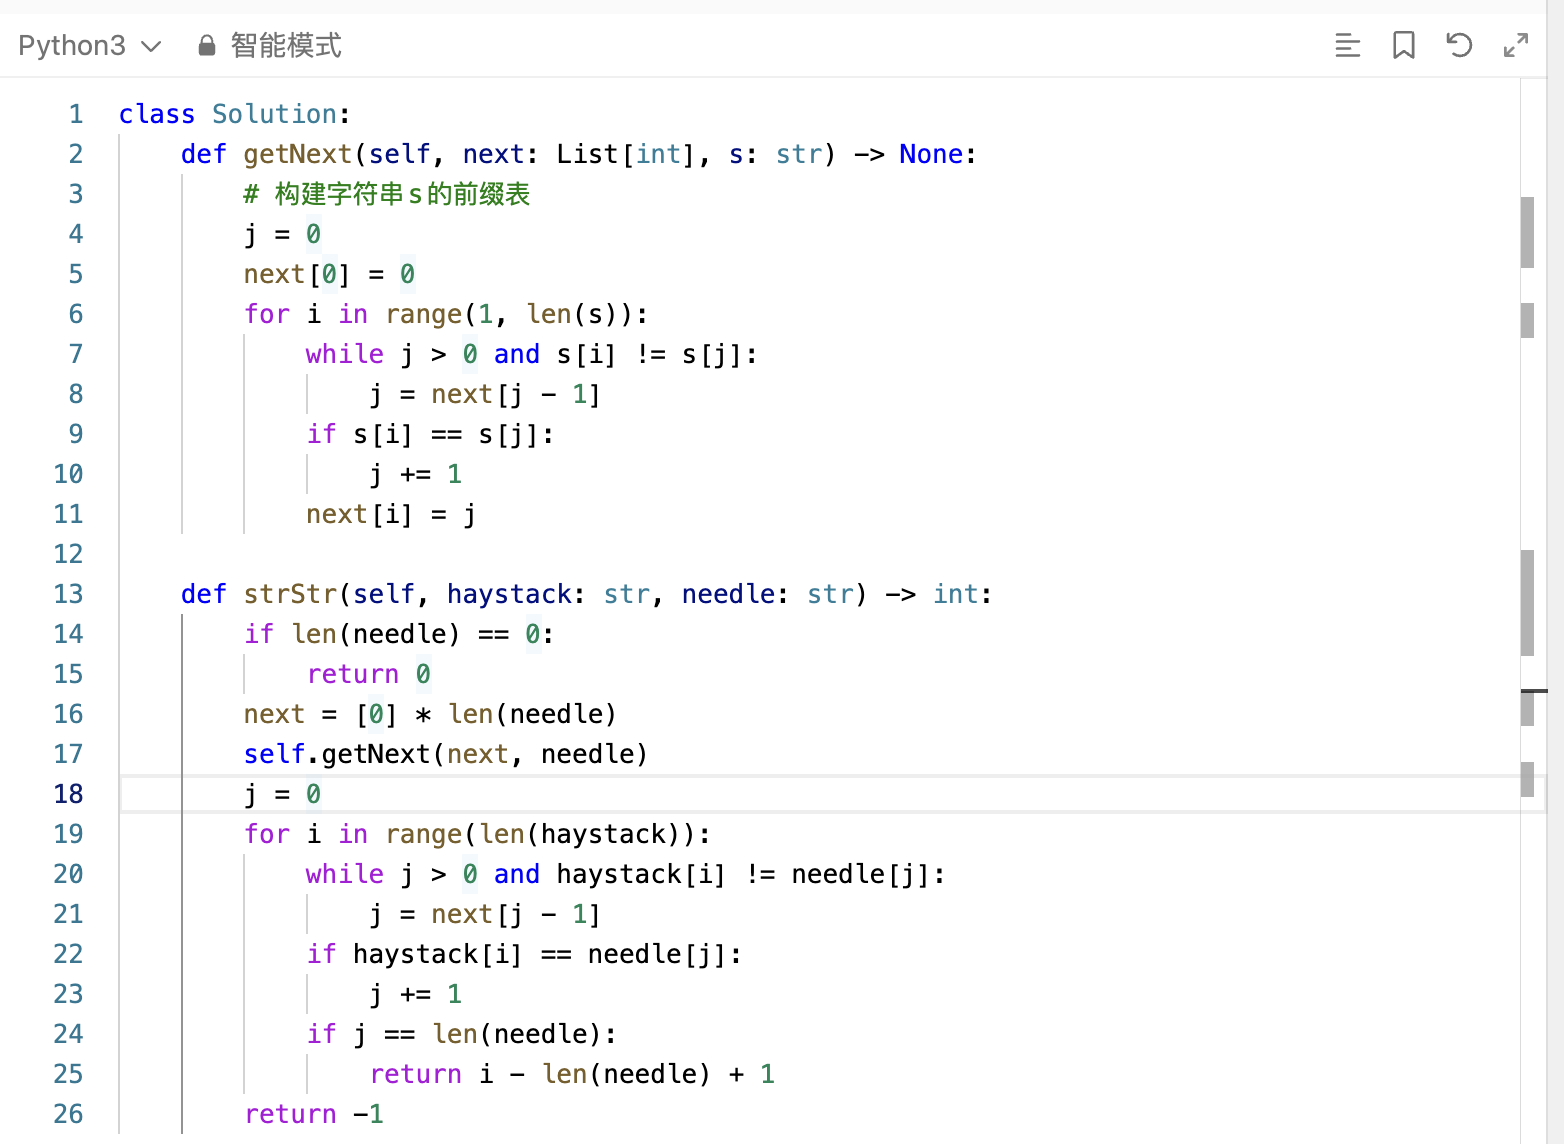 Python3 智能模式
1 class Solution:
2     def getNext(self, next: List[int], s: str) -> None:
3         # 构建字符串s的前缀表
4         j = 0
5         next[0] = 0
6         for i in range(1, len(s)):
7             while j > 0 and s[i] != s[j]:
8                 j = next[j - 1]
9             if s[i] == s[j]:
10                 j += 1
11             next[i] = j
12
13     def strStr(self, haystack: str, needle: str) -> int:
14         if len(needle) == 0:
15             return 0
16         next = [0] * len(needle)
17         self.getNext(next, needle)
18         j = 0
19         for i in range(len(haystack)):
20             while j > 0 and haystack[i] != needle[j]:
21                 j = next[j - 1]
22             if haystack[i] == needle[j]:
23                 j += 1
24             if j == len(needle):
25                 return i - len(needle) + 1
26         return -1